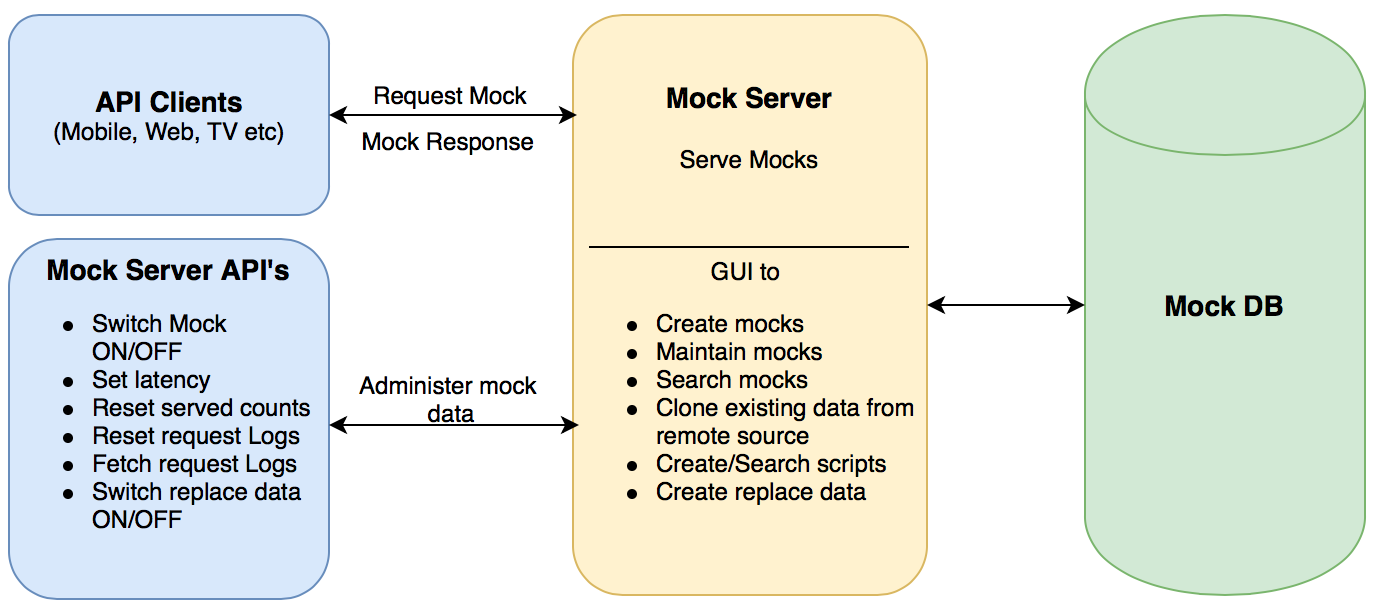 API Clients
(Mobile, Web, TV etc)
Request Mock
Mock Response
Mock Server API's
● Switch Mock
ON/OFF
● Set latency
● Reset served counts
● Reset request Logs
● Fetch request Logs
● Switch replace data
ON/OFF
Administer mock
data
Mock Server
Serve Mocks
GUI to
● Create mocks
● Maintain mocks
● Search mocks
● Clone existing data from
remote source
● Create/Search scripts
● Create replace data
Mock DB